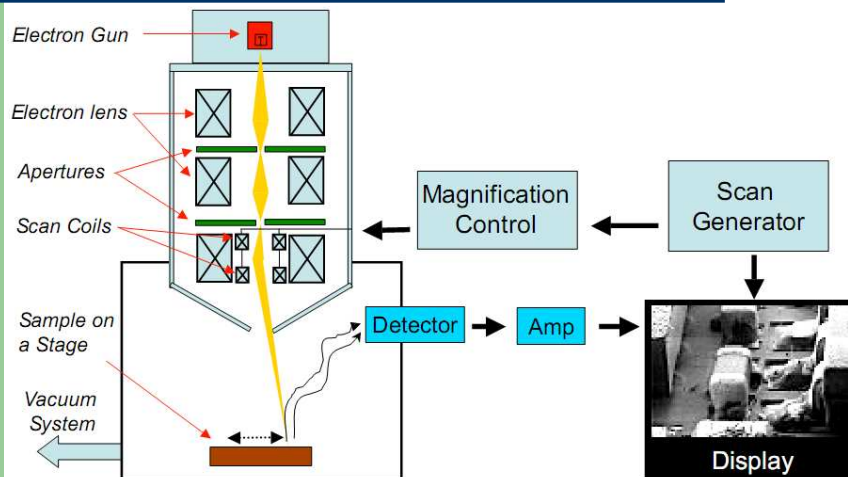 Electron Gun
Electron lens
Apertures
Scan Coils
Sample on
a Stage
Vacuum
System
Magnification
Control
Scan
Generator
Detector
Amp
Display